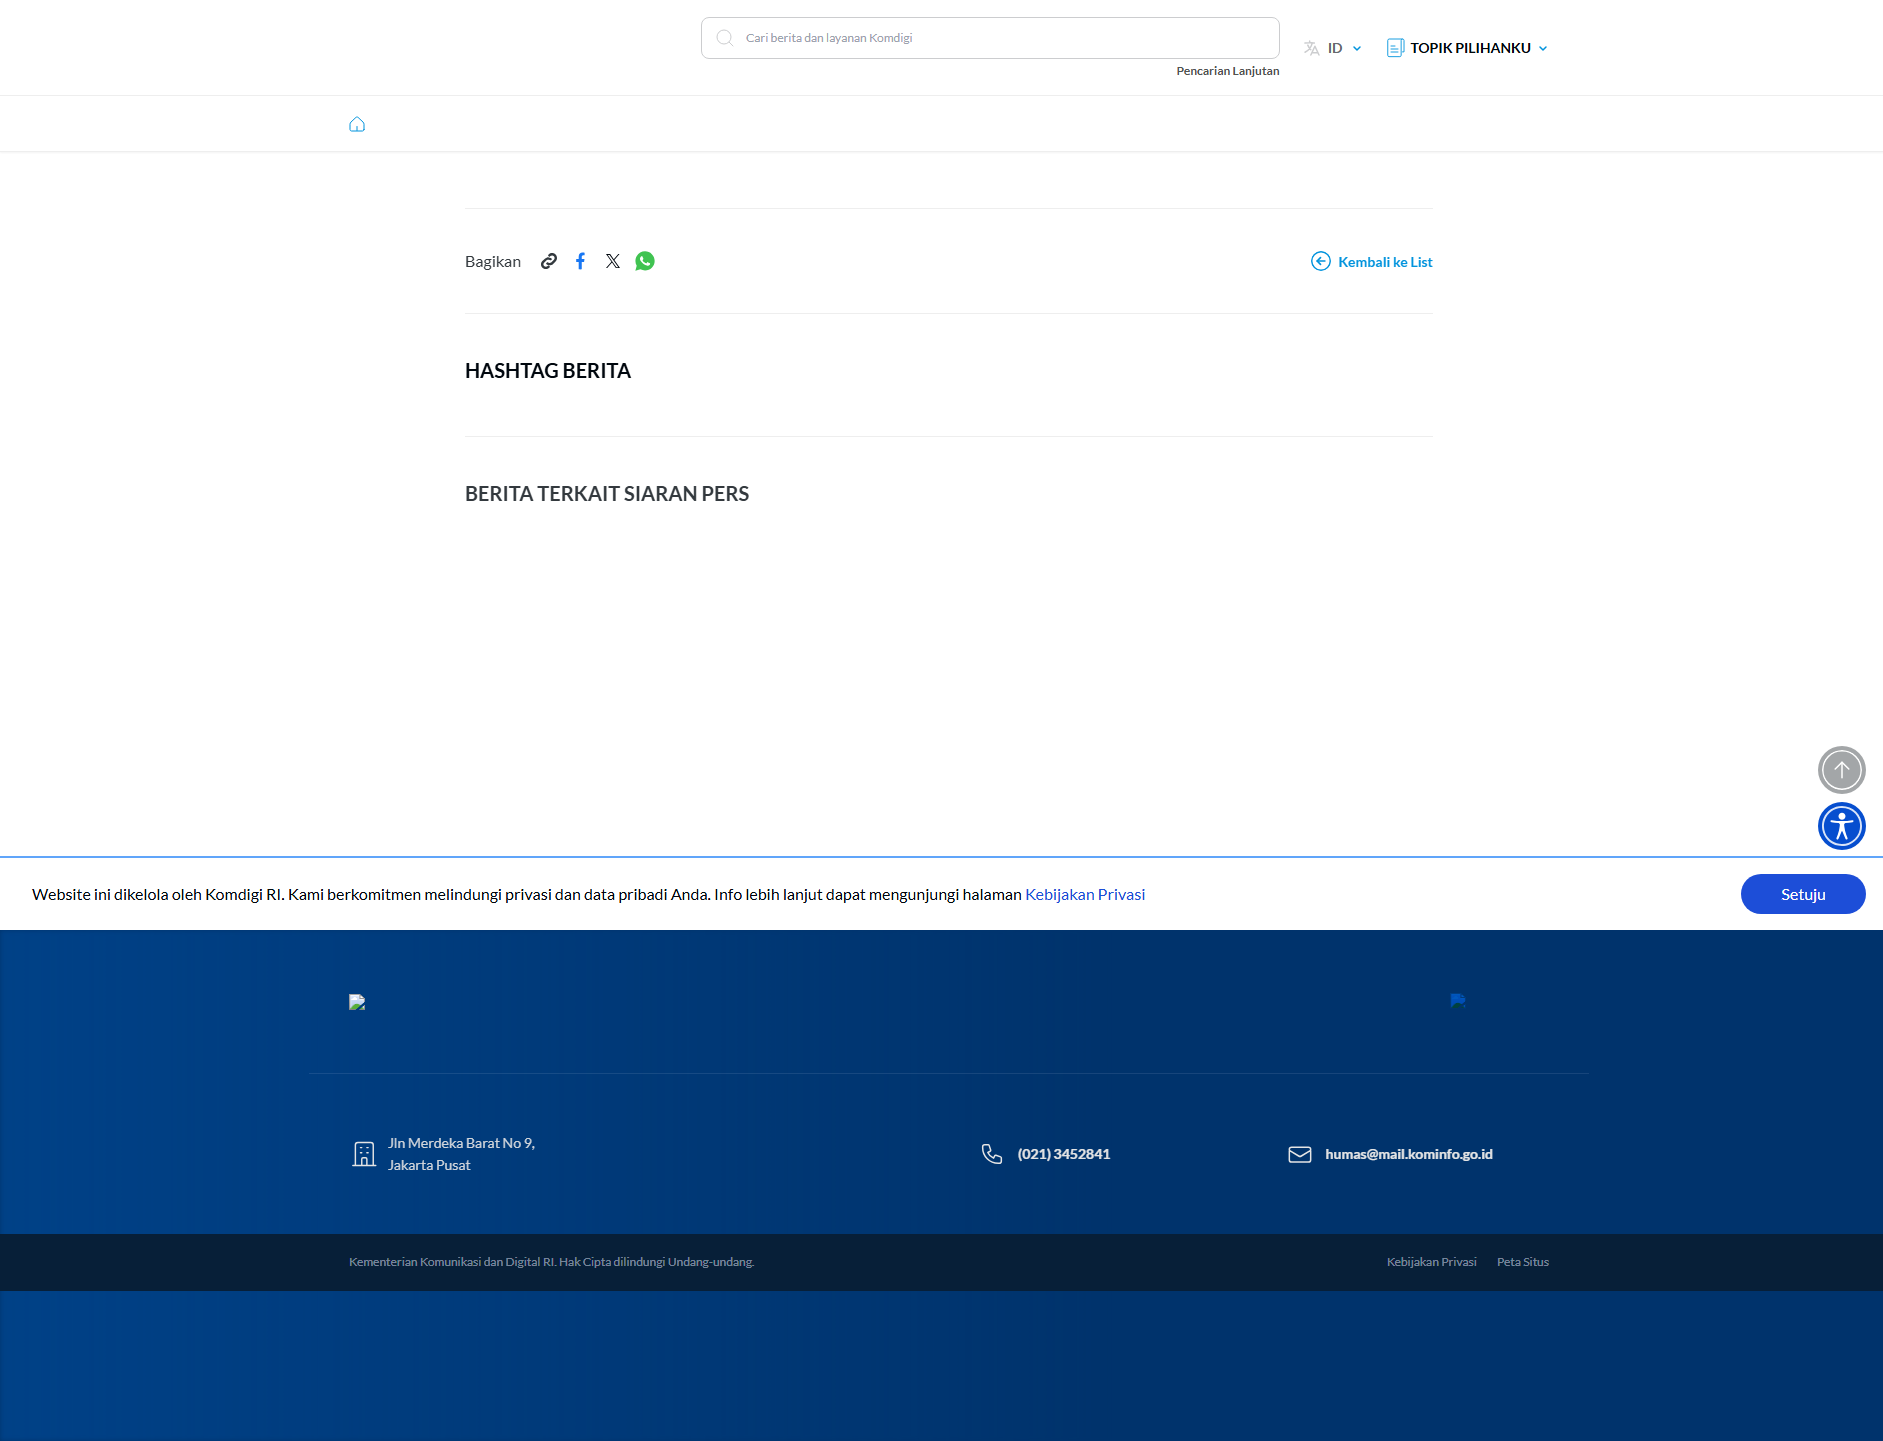 Cari berita dan layanan Komdigi
ID
TOPIK PILIHANKU
Pencarian Lanjutan
Bagikan
Kembali ke List
HASHTAG BERITA
BERITA TERKAIT SIARAN PERS
Website ini dikelola oleh Komdigi RI. Kami berkomitmen melindungi privasi dan data pribadi Anda. Info lebih lanjut dapat mengunjungi halaman Kebijakan Privasi
Setuju
Jln Merdeka Barat No 9,
Jakarta Pusat
(021) 3452841
humas@mail.kominfo.go.id
Kementerian Komunikasi dan Digital RI. Hak Cipta dilindungi Undang-undang.
Kebijakan Privasi
Peta Situs